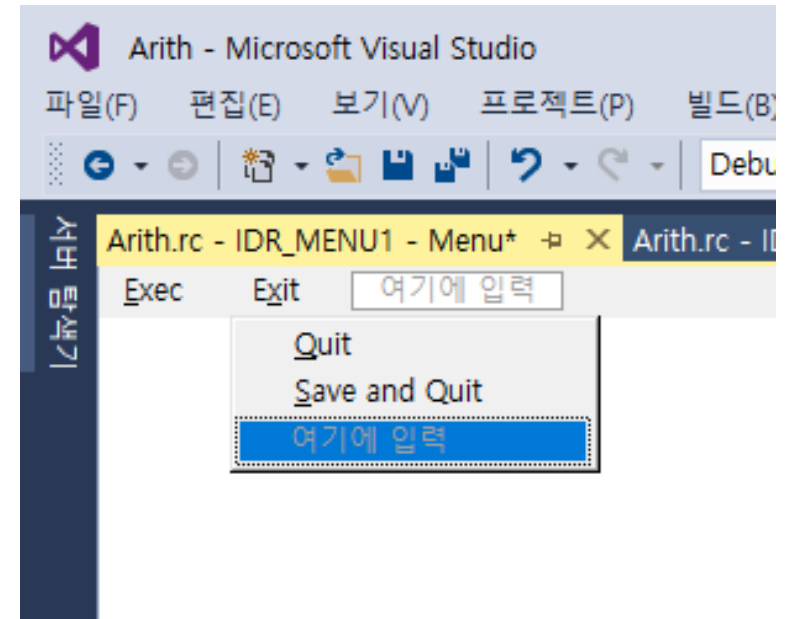 Arith - Microsoft Visual Studio
파일(F) 편집(E) 보기(V) 프로젝트(P) 빌드(B)
Debu
서버 탐색기
Arith.rc - IDR_MENU1 - Menu* Arith.rc - I
Exec Exit 여기에 입력
Quit
Save and Quit
여기에 입력